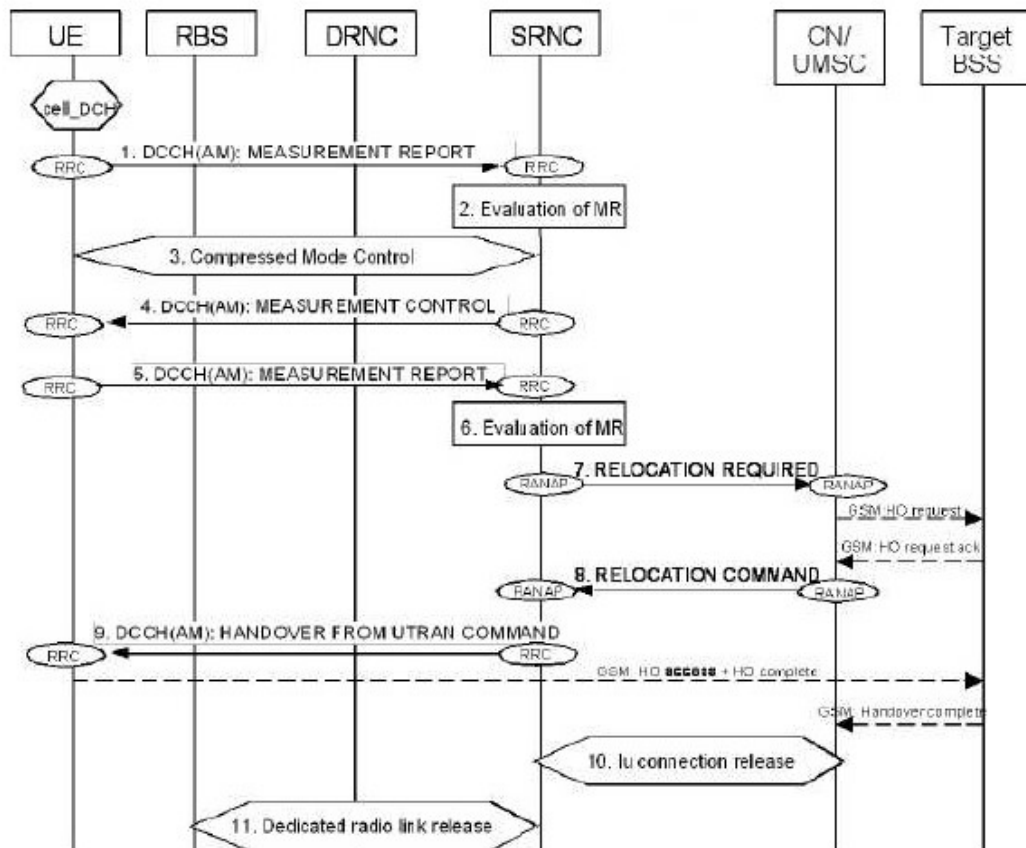 UE
RBS
DRNC
SRNC
CN/
UMSC
Target
BSS
cell_DCH
1. DCCH(AM): MEASUREMENT REPORT
RRC
RRC
2. Evaluation of MR
3. Compressed Mode Control
4. DCCH(AM): MEASUREMENT CONTROL
RRC
RRC
5. DCCH(AM): MEASUREMENT REPORT
RRC
RRC
6. Evaluation of MR
7. RELOCATION REQUIRED
RANAP
RANAP
GSM:HO request
GSM:HO request ack
8. RELOCATION COMMAND
RANAP
RANAP
9. DCCH(AM): HANDOVER FROM UTRAN COMMAND
RRC
RRC
GSM: HO access + HO complete
GSM: Handover complete
10. Iu connection release
11. Dedicated radio link release